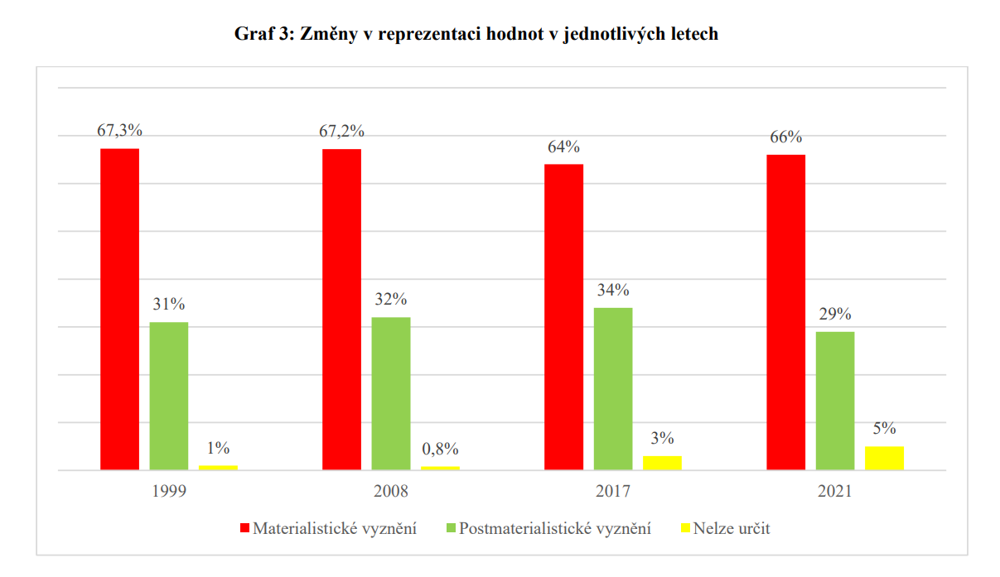 Graf 3: Změny v reprezentaci hodnot v jednotlivých letech
67,3% 67,2% 64% 66%
31% 32% 34% 29%
1% 0,8% 3% 5%
1999 2008 2017 2021
Materialistické vyznění Postmaterialistické vyznění Nelze určit